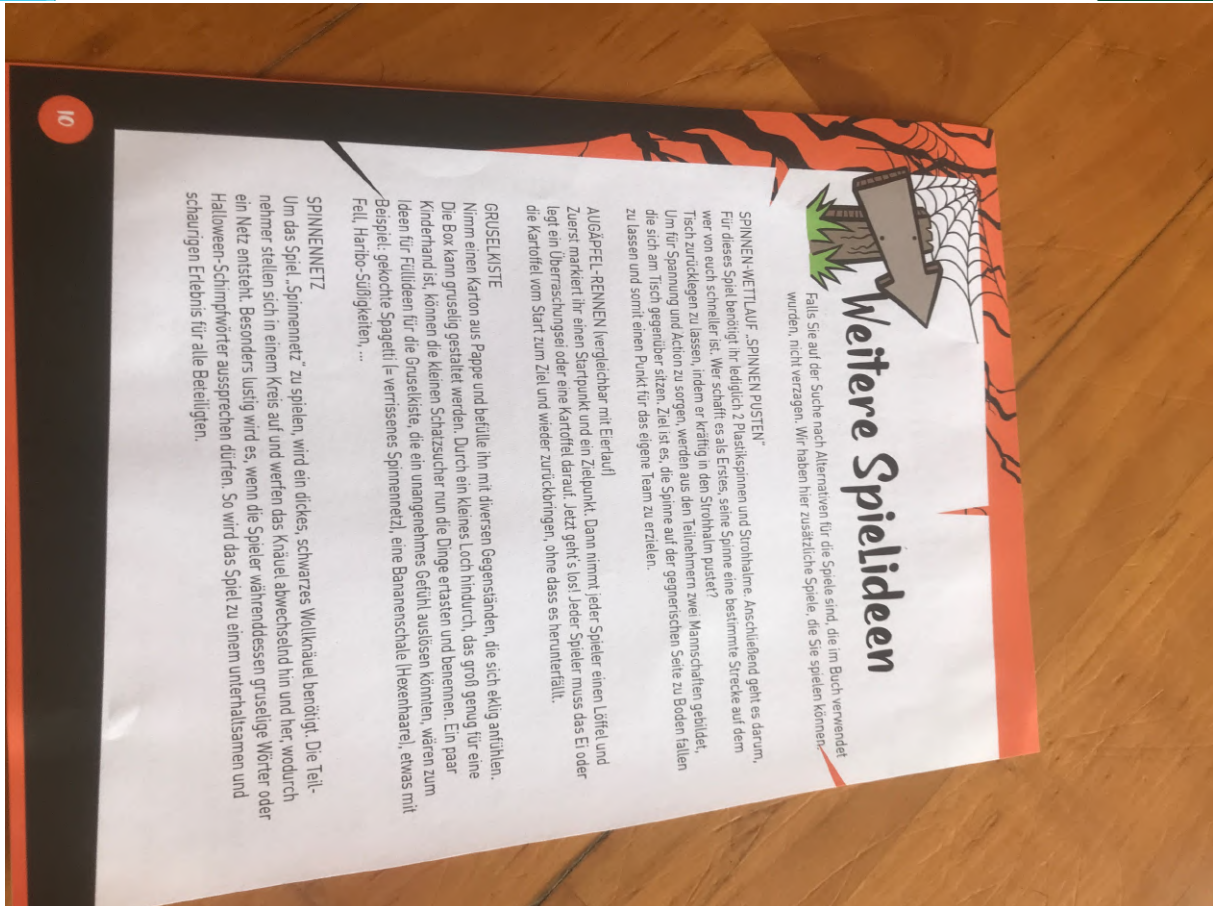 Weitere Spielideen
Falls Sie auf der Suche nach Alternativen für die Spiele sind, die im Buch verwendet
wurden, nicht verzagen. Wir haben hier zusätzliche Spiele, die Sie spielen können.
SPINNEN-WETTLAUF „SPINNEN PUSTEN“
Für dieses Spiel benötigt ihr lediglich 2 Plastikspinnen und Strohhalme. Anschließend geht es darum,
wer von euch schneller ist. Wer schafft es als Erstes, seine Spinne eine bestimmte Strecke auf dem
Tisch zurücklegen zu lassen, indem er kräftig in den Strohhalm pustet?
Um für Spannung und Action zu sorgen, werden aus den Teilnehmern zwei Mannschaften gebildet,
die sich am Tisch gegenüber sitzen. Ziel ist es, die Spinne auf der gegnerischen Seite zu Boden fallen
zu lassen und somit einen Punkt für das eigene Team zu erzielen.
AUGÄPFEL-RENNEN (vergleichbar mit Eierlauf)
Zuerst markiert ihr einen Startpunkt und ein Zielpunkt. Dann nimmt jeder Spieler einen Löffel und
legt ein Überraschungsei oder eine Kartoffel darauf. Jetzt geht's los! Jeder Spieler muss das Ei oder
die Kartoffel vom Start zum Ziel und wieder zurückbringen, ohne dass es herunterfällt.
GRUSELKISTE
Nimm einen Karton aus Pappe und befülle ihn mit diversen Gegenständen, die sich eklig anfühlen.
Die Box kann gruselig gestaltet werden. Durch ein kleines Loch hindurch, das groß genug für eine
Kinderhand ist, können die kleinen Schatzsucher nun die Dinge ertasten und benennen. Ein paar
Ideen für Füllideen für die Gruselkiste, die ein unangenehmes Gefühl auslösen könnten, wären zum
Beispiel, gekochte Spagetti (= verrissenes Spinnennetz), eine Bananenschale (Hexenhaare), etwas mit
Fell, Haribo-Süßigkeiten, ...
SPINNENNETZ
Um das Spiel „Spinnennetz“ zu spielen, wird ein dickes, schwarzes Wollknäuel benötigt. Die Teil-
nehmer stellen sich in einem Kreis auf und werfen das Knäuel abwechselnd hin und her, wodurch
ein Netz entsteht. Besonders lustig wird es, wenn die Spieler währenddessen gruselige Wörter oder
Halloween-Schimpfwörter aussprechen dürfen. So wird das Spiel zu einem unterhaltsamen und
schaurigen Erlebnis für alle Beteiligten.
10